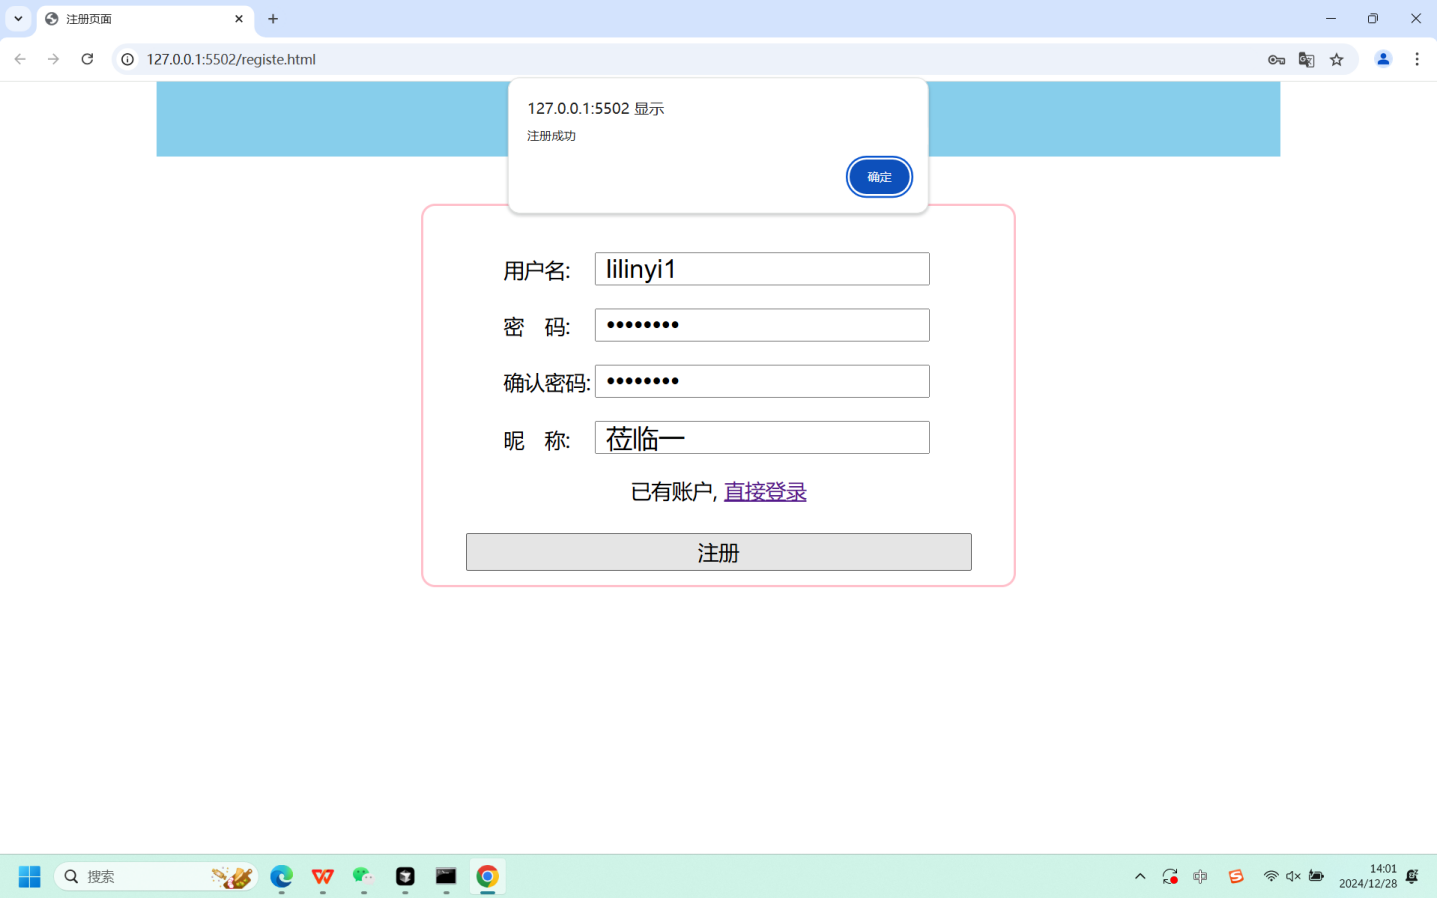 注册页面
127.0.0.1:5502/registe.html
127.0.0.1:5502 显示
注册成功
确定
用户名: lilinyi1
密 码: ••••••••
确认密码: ••••••••
昵 称: 莅临一
已有账户, 直接登录
注册
搜索
中
14:01
2024/12/28